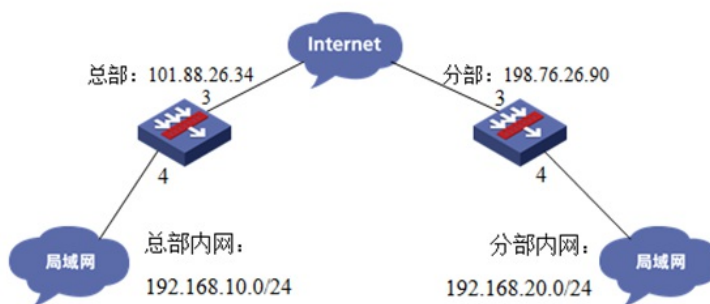 Internet
总部：101.88.26.34
分部：198.76.26.90
3
3
4
4
局域网
总部内网：
192.168.10.0/24
分部内网：
192.168.20.0/24
局域网